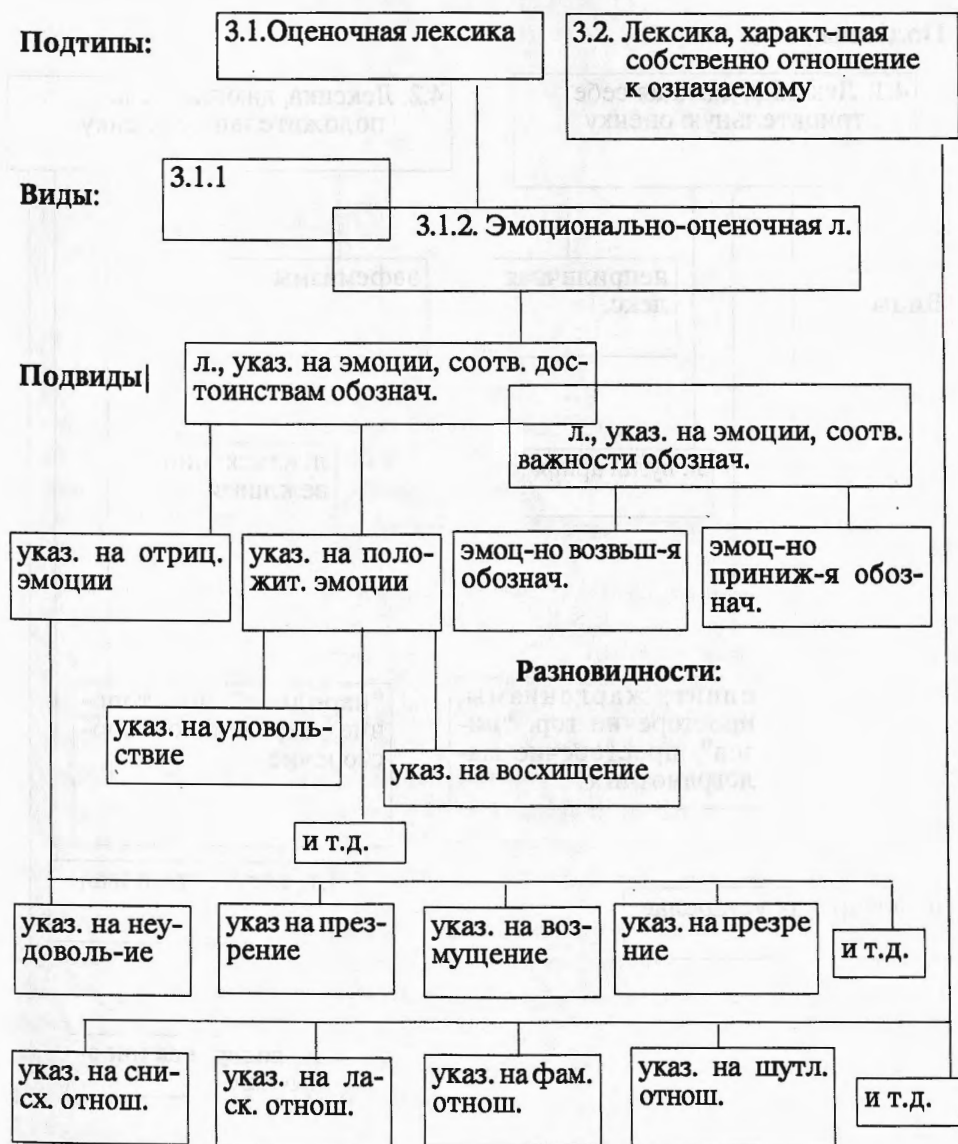 Подтипы:
3.1. Оценочная лексика
3.2. Лексика, характ-щая
собственно отношение
к означаемому
Виды:
3.1.1
3.1.2. Эмоционально-оценочная л.
Подвиды|
л., указ. на эмоции, соотв. дос-
тоинствам обознач.
л., указ. на эмоции, соотв.
важности обознач.
указ. на отриц.
эмоции
указ. на поло-
жит. эмоции
эмоц-но возвыш-я
обознач.
эмоц-но
приниж-я обоз-
нач.
Разновидности:
указ. на удоволь-
ствие
указ. на восхищение
и т.д.
указ. на неу-
доволь-ие
указ на през-
рение
указ. на воз-
мущение
указ. на презре
ние
и т.д.
указ. на сни-
сх. отнош.
указ. на ла-
ск. отнош.
указ. на фам.
отнош.
указ. на шутл.
отнош.
и т.д.